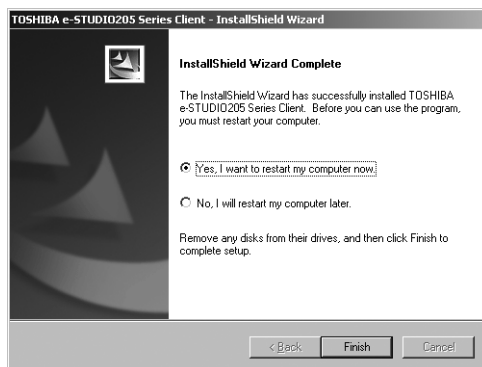 TOSHIBA e-STUDIO205 Series Client - InstallShield Wizard
InstallShield Wizard Complete
The InstallShield Wizard has successfully installed TOSHIBA
e-STUDIO205 Series Client. Before you can use the program,
you must restart your computer.
Yes, I want to restart my computer now.
No, I will restart my computer later.
Remove any disks from their drives, and then click Finish to
complete setup.
< Back
Finish
Cancel